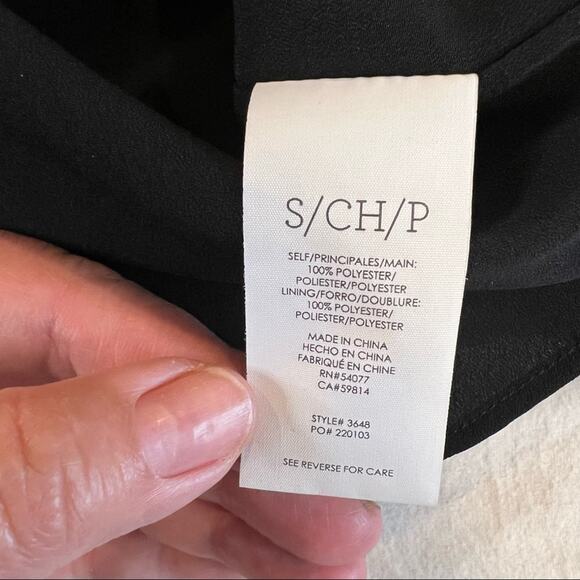 S/CH/P
SELF/PRINCIPALES/MAIN:
100% POLYESTER/
POLIESTER/POLYESTER
LINING/FORRO/DOUBLURE:
100% POLYESTER/
POLIESTER/POLYESTER
MADE IN CHINA
HECHO EN CHINA
FABRIQUÉ EN CHINE
RN#54077
CA#59814
STYLE# 3648
PO# 220103
SEE REVERSE FOR CARE